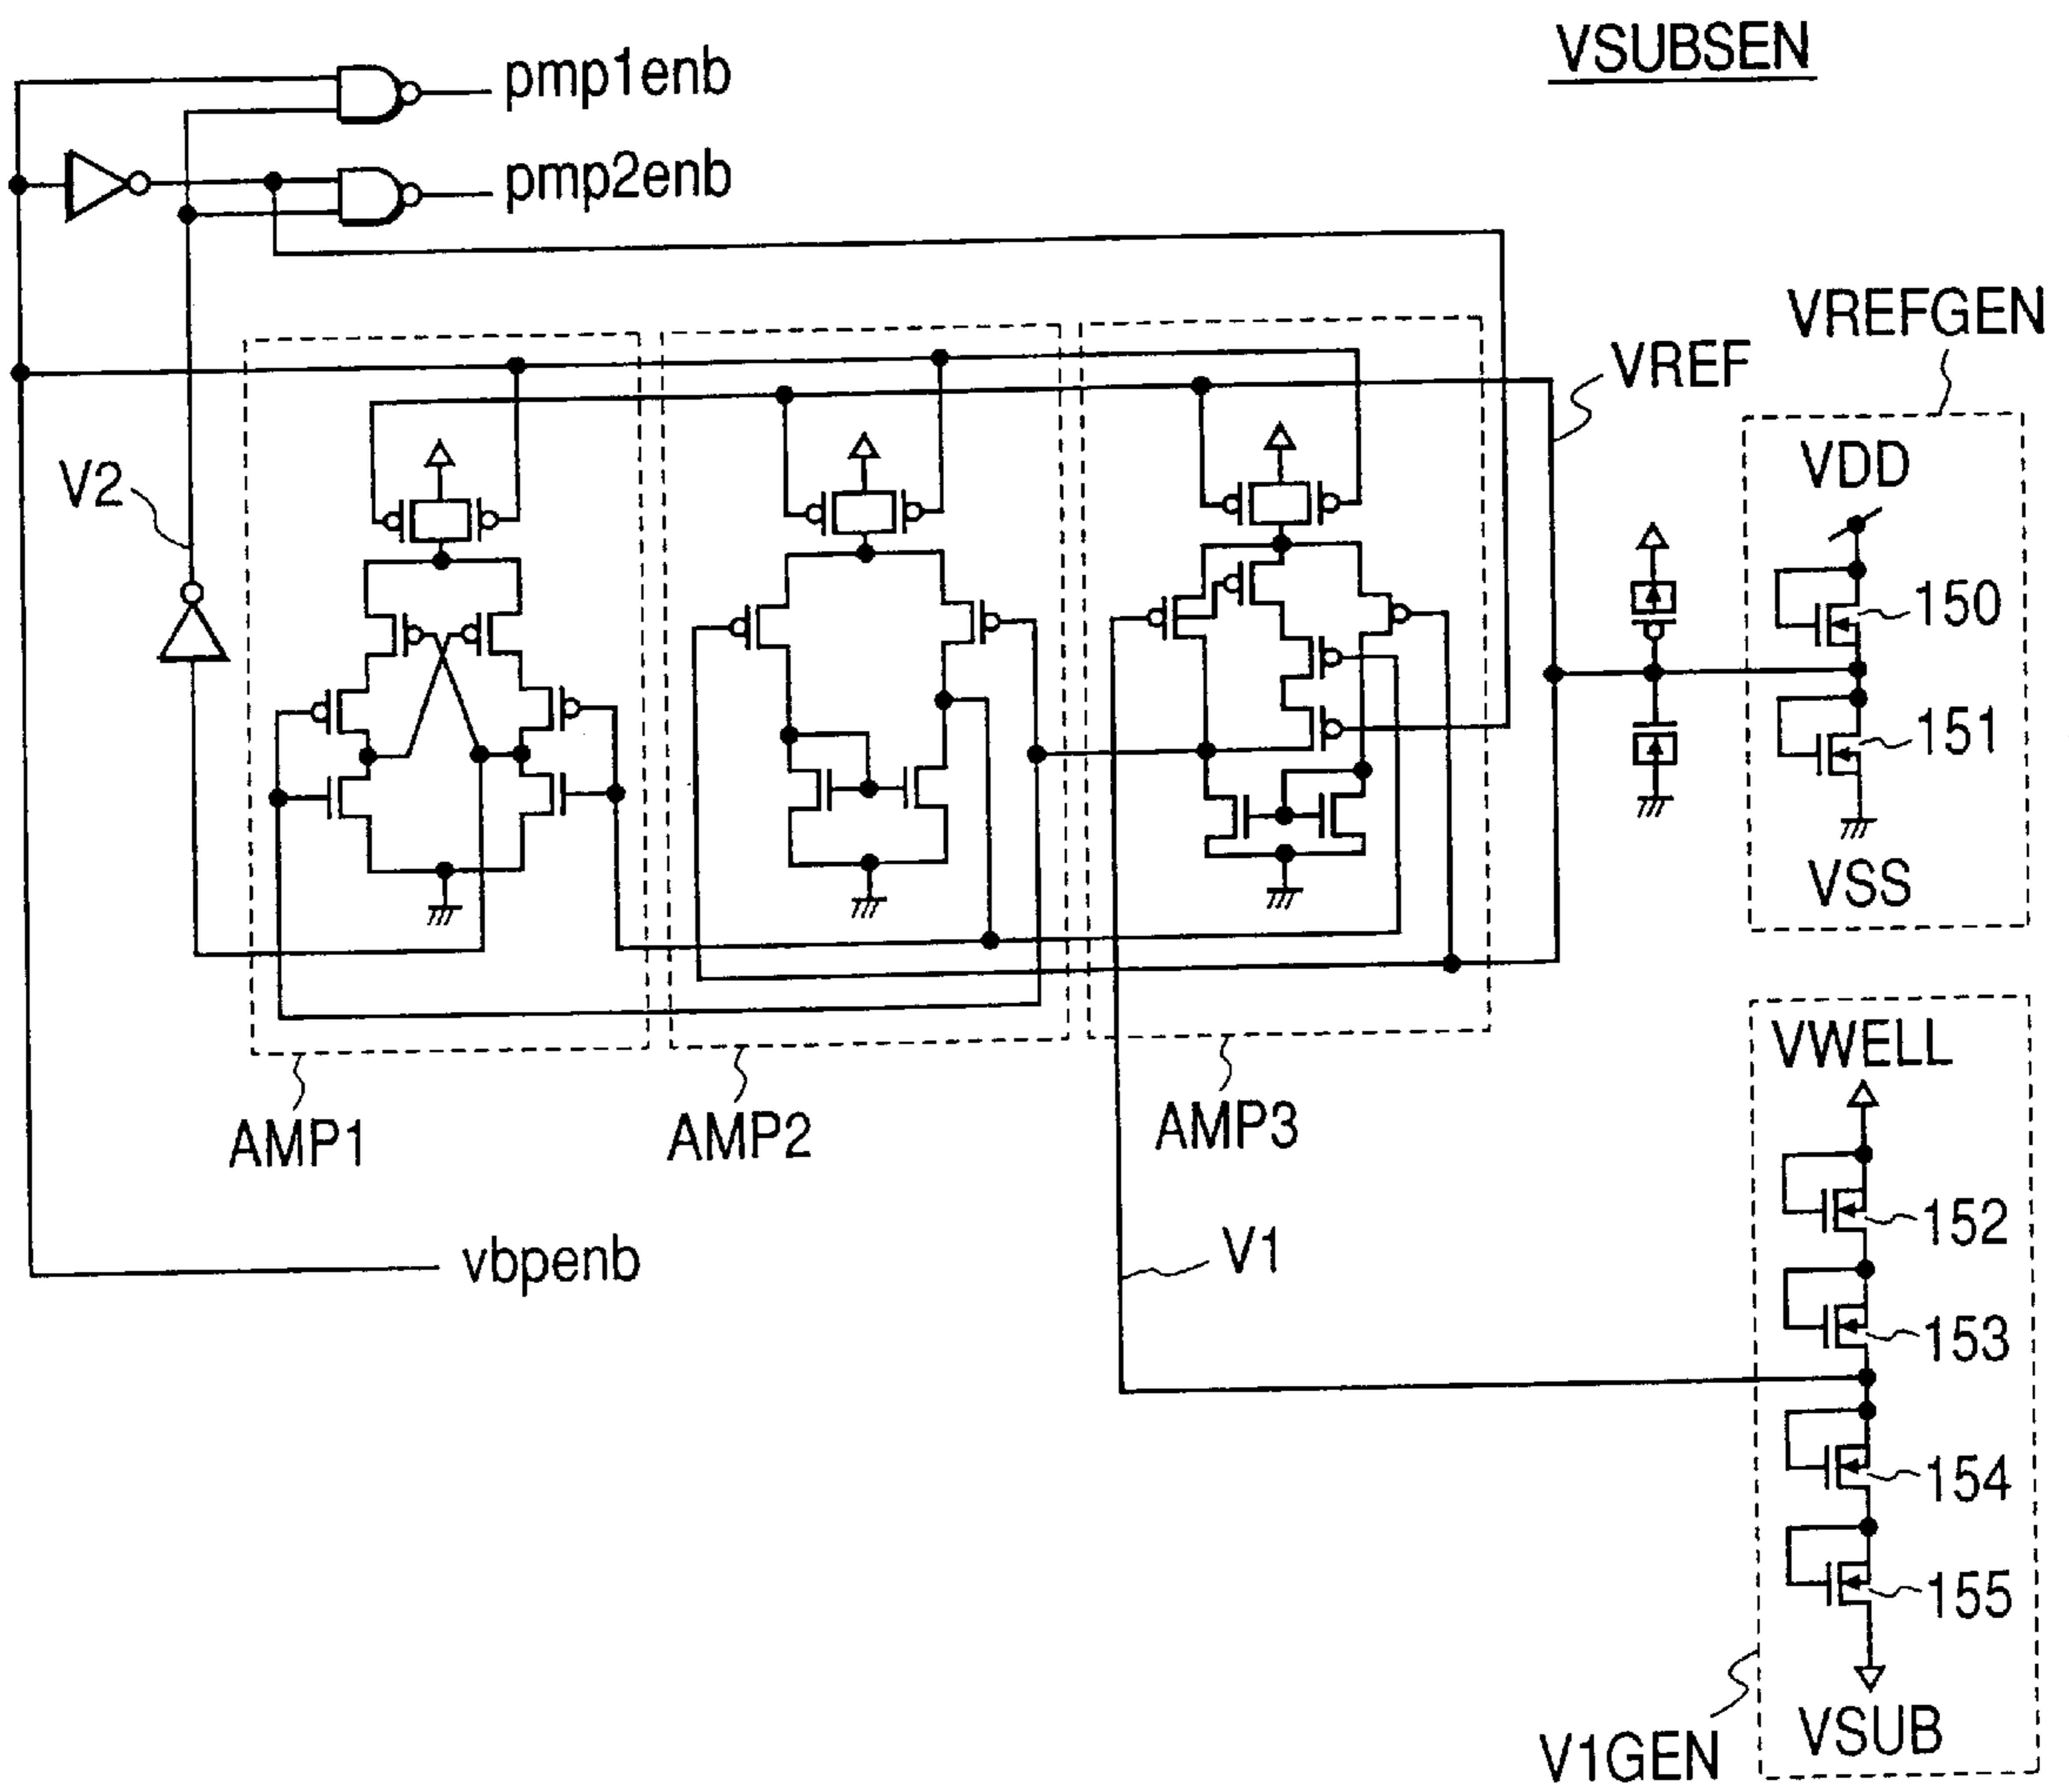 VSUBSEN
pmp1enb
pmp2enb
VREFGEN
VREF
VDD
V2
150
151
VSS
VWELL
AMP1
AMP2
AMP3
152
V1
vbpenb
153
154
155
VSUB
V1GEN